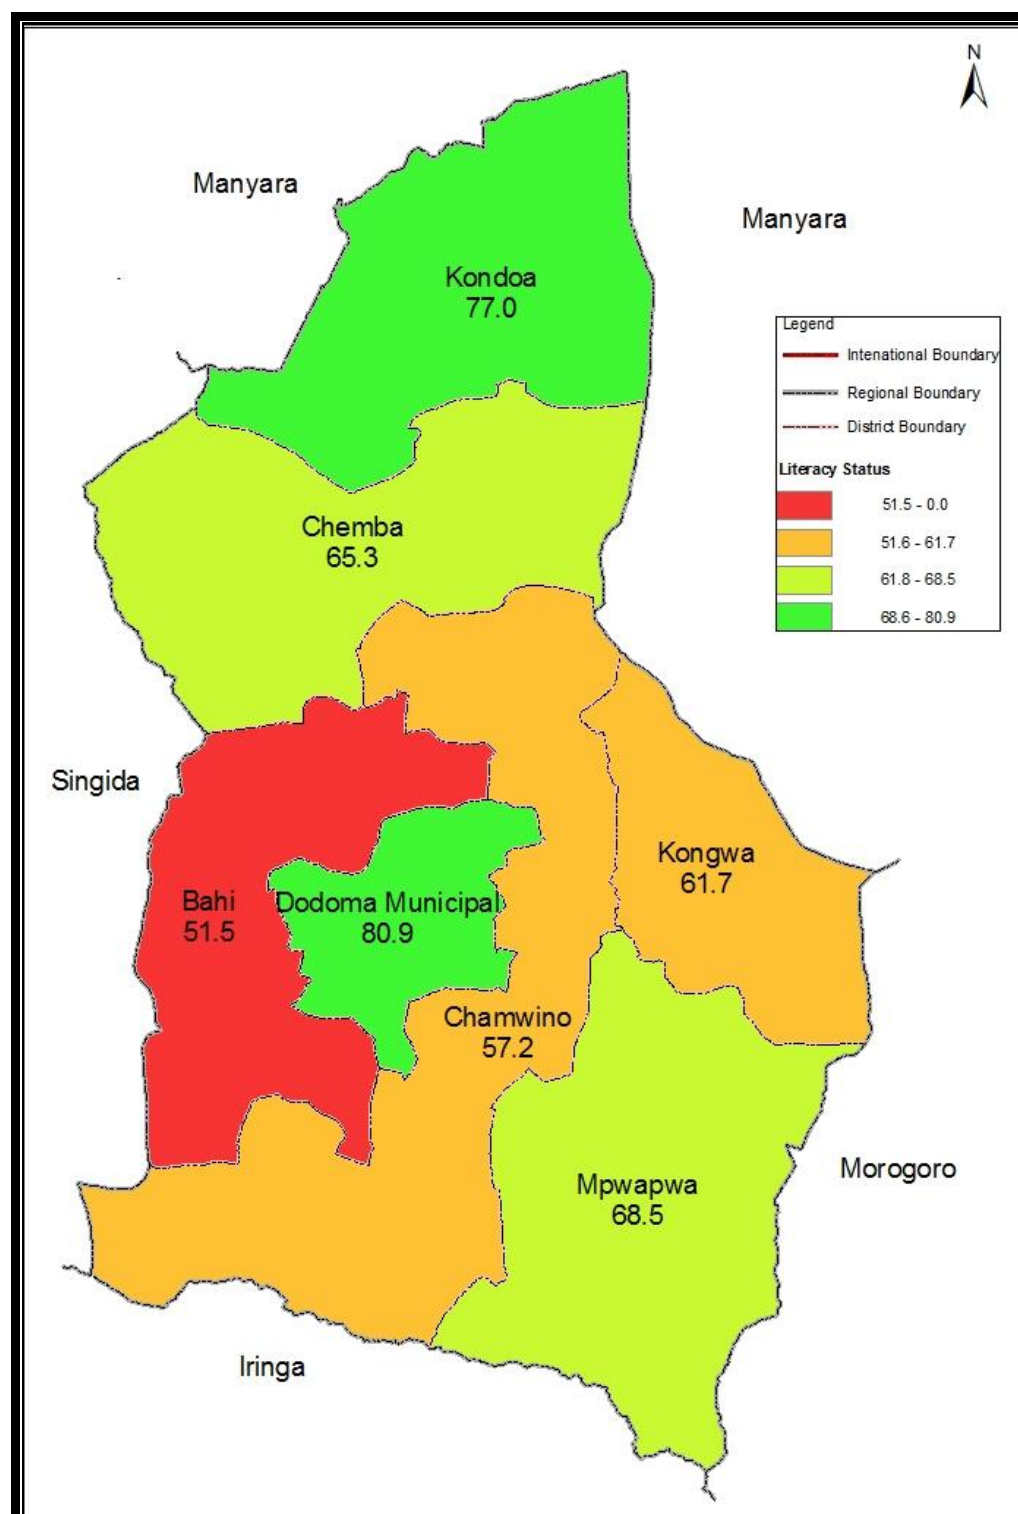 N
Manyara
Manyara
Kondoa
77.0
Legend
Intenational Boundary
Regional Boundary
District Boundary
Literacy Status
51.5 - 0.0
51.6 - 61.7
61.8 - 68.5
68.6 - 80.9
Chemba
65.3
Singida
Kongwa
61.7
Bahi
51.5
Dodoma Municipal
80.9
Chamwino
57.2
Morogoro
Mpwapwa
68.5
Iringa